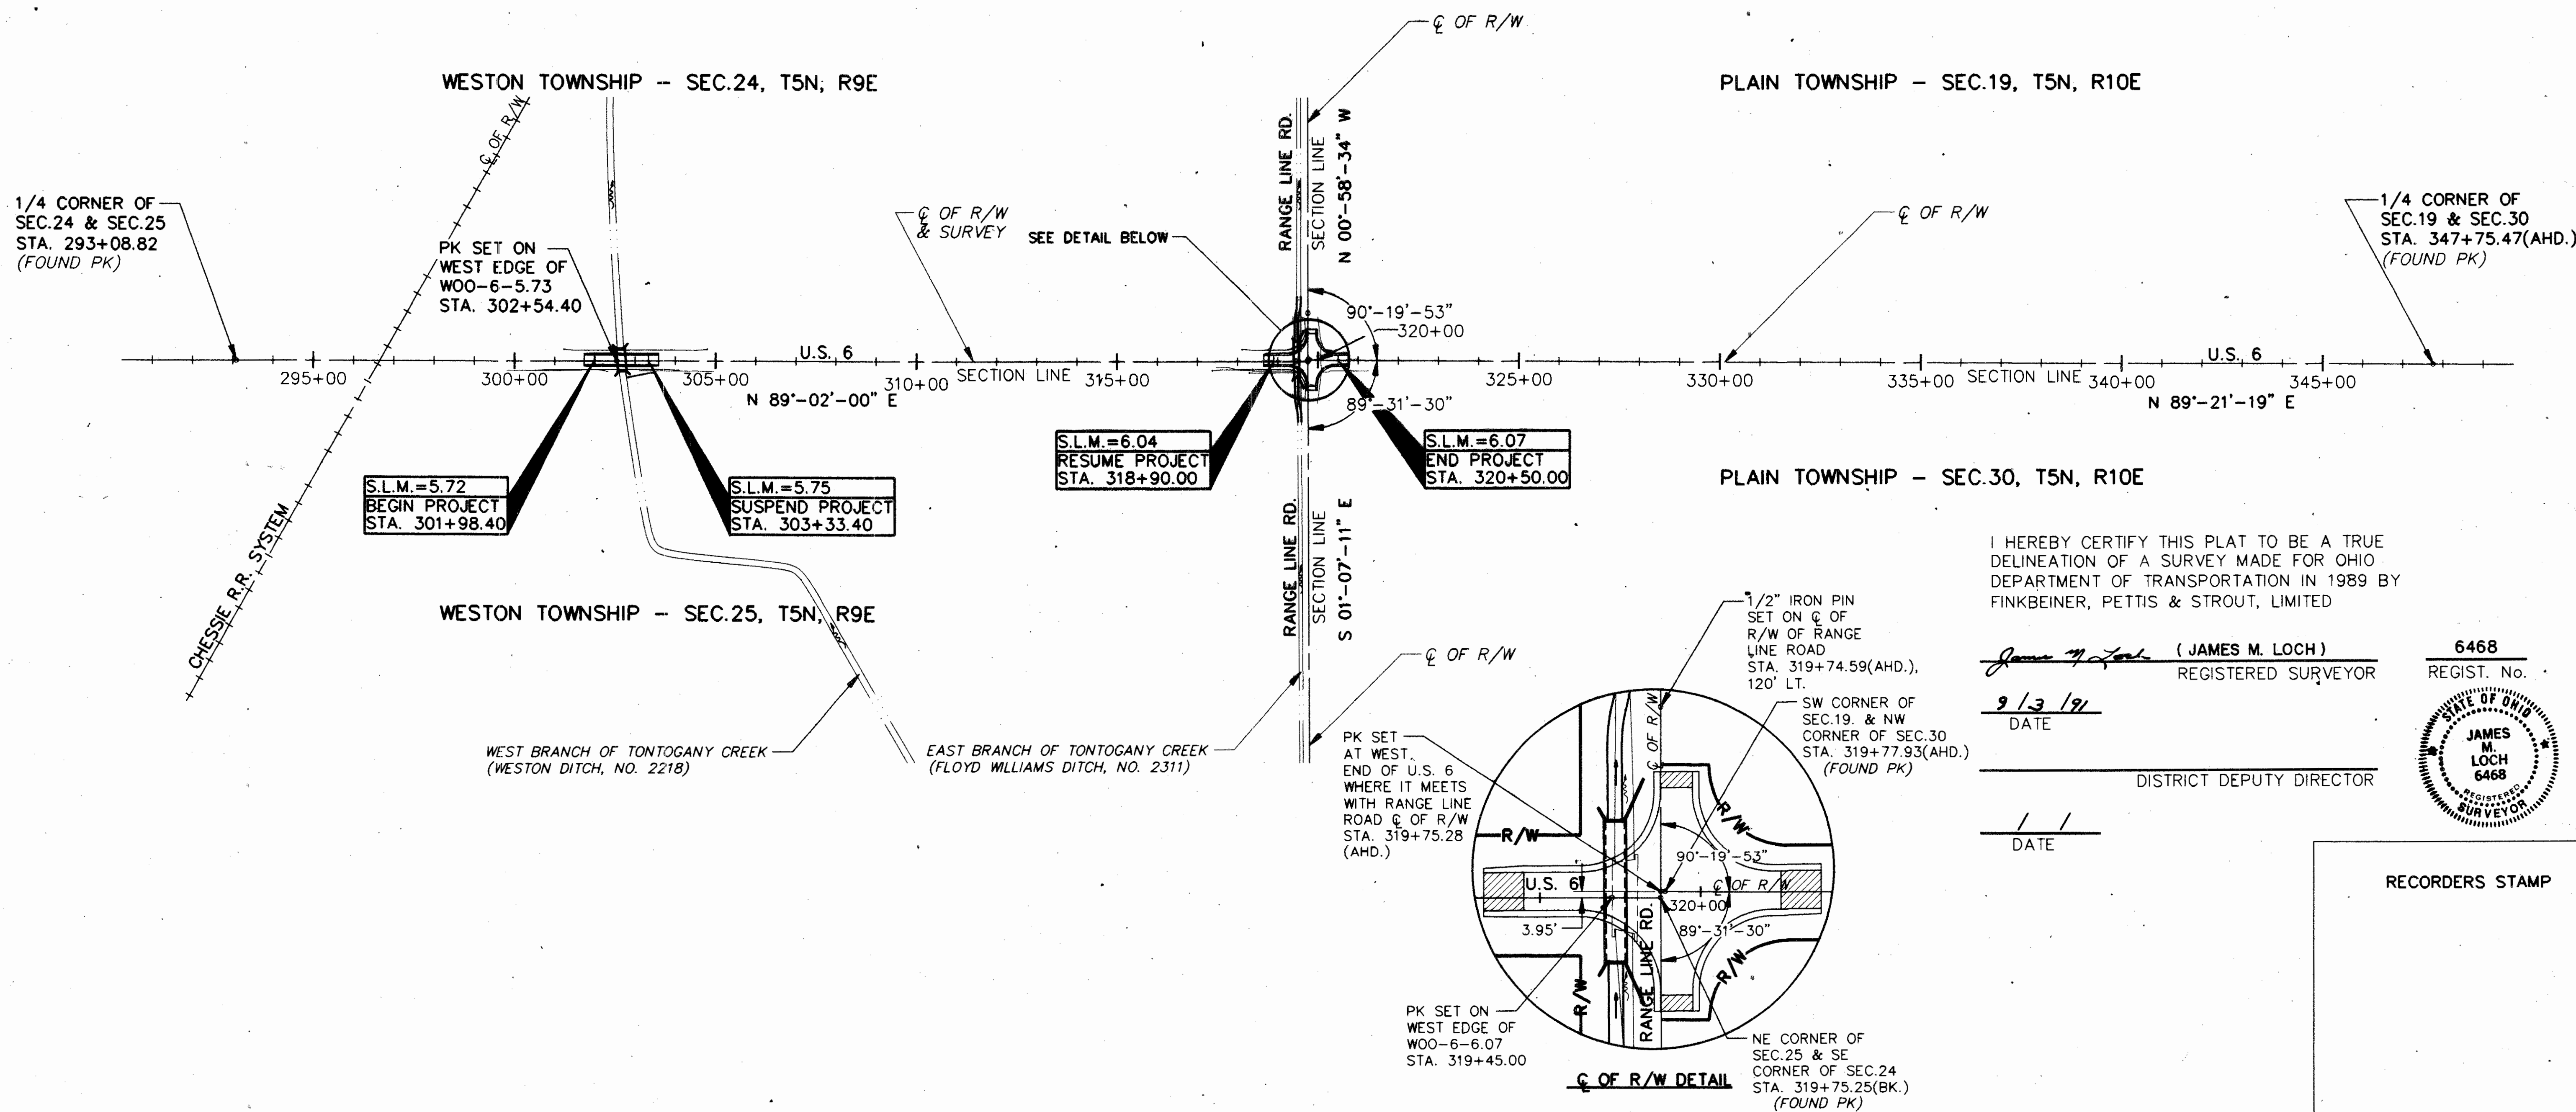 ℄ OF R/W
WESTON TOWNSHIP -- SEC.24, T5N, R9E
PLAIN TOWNSHIP - SEC.19, T5N, R10E
℄ OF R/W
1/4 CORNER OF
SEC.24 & SEC.25
STA. 293+08.82
(FOUND PK)
PK SET ON
WEST EDGE OF
WOO-6-5.73
STA. 302+54.40
℄ OF R/W
& SURVEY
SEE DETAIL BELOW
RANGE LINE RD.
SECTION LINE
N 00°-58'-34" W
℄ OF R/W
1/4 CORNER OF
SEC.19 & SEC.30
STA. 347+75.47(AHD.)
(FOUND PK)
90°-19'-53"
320+00
U.S. 6
U.S. 6
295+00
300+00
305+00
310+00
SECTION LINE
315+00
325+00
330+00
335+00
SECTION LINE
340+00
345+00
N 89°-02'-00" E
89°-31'-30"
N 89°-21'-19" E
S.L.M.=5.72
BEGIN PROJECT
STA. 301+98.40
S.L.M.=5.75
SUSPEND PROJECT
STA. 303+33.40
S.L.M.=6.04
RESUME PROJECT
STA. 318+90.00
S.L.M.=6.07
END PROJECT
STA. 320+50.00
PLAIN TOWNSHIP - SEC.30, T5N, R10E
CHESSIE R.R. SYSTEM
WESTON TOWNSHIP - SEC.25, T5N, R9E
RANGE LINE RD.
SECTION LINE
S 01°-07'-11" E
℄ OF R/W
WEST BRANCH OF TONTOGANY CREEK
(WESTON DITCH, NO. 2218)
EAST BRANCH OF TONTOGANY CREEK
(FLOYD WILLIAMS DITCH, NO. 2311)
I HEREBY CERTIFY THIS PLAT TO BE A TRUE
DELINEATION OF A SURVEY MADE FOR OHIO
DEPARTMENT OF TRANSPORTATION IN 1989 BY
FINKBEINER, PETTIS & STROUT, LIMITED
James M Loch (JAMES M. LOCH)
REGISTERED SURVEYOR
6468
REGIST. No.
9/3/91
DATE
DISTRICT DEPUTY DIRECTOR
/ /
DATE
STATE OF OHIO
JAMES
M.
LOCH
6468
REGISTERED
SURVEYOR
RECORDERS STAMP
1/2" IRON PIN
SET ON ℄ OF
R/W OF RANGE
LINE ROAD
STA. 319+74.59(AHD.),
120' LT.
SW CORNER OF
SEC.19. & NW
CORNER OF SEC.30
STA. 319+77.93(AHD.)
(FOUND PK)
PK SET
AT WEST
END OF U.S. 6
WHERE IT MEETS
WITH RANGE LINE
ROAD ℄ OF R/W
STA. 319+75.28
(AHD.)
℄ OF R/W
R/W
R/W
90°-19'-53"
U.S. 6
℄ OF R/W
320+00
3.95'
89°-31'-30"
RANGE LINE RD.
R/W
R/W
PK SET ON
WEST EDGE OF
WOO-6-6.07
STA. 319+45.00
NE CORNER OF
SEC.25 & SE
CORNER OF SEC.24
STA. 319+75.25(BK.)
(FOUND PK)
℄ OF R/W DETAIL